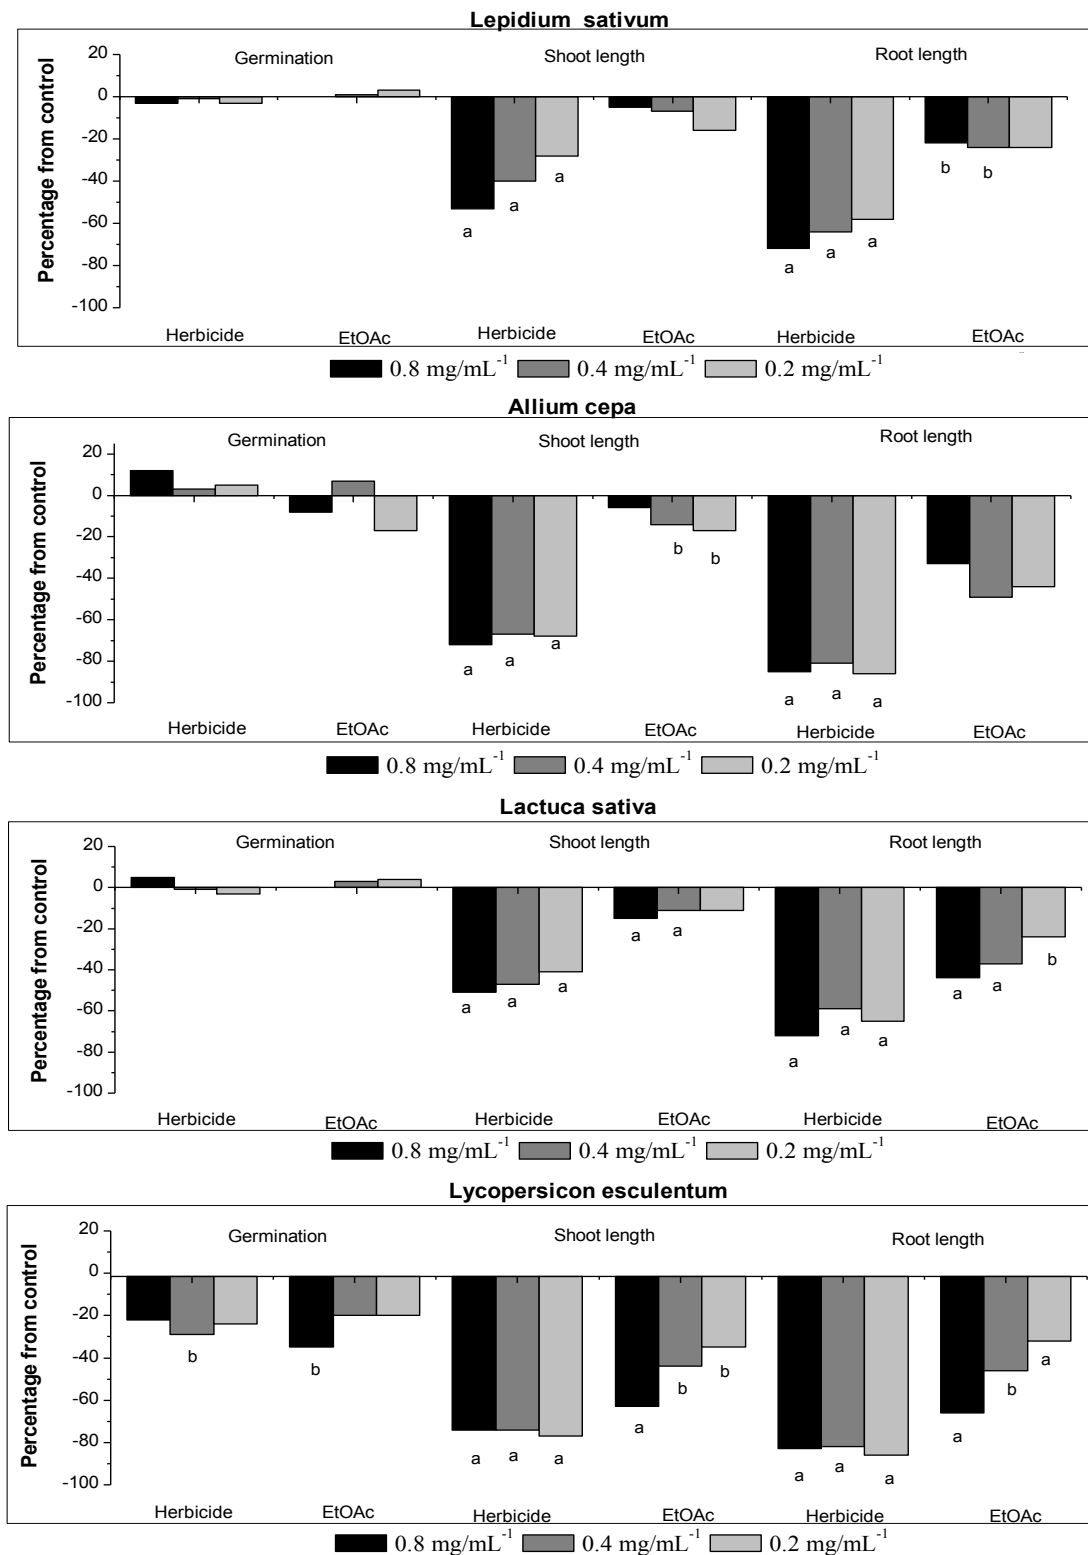 Lepidium sativum
Germination Shoot length Root length
20
0
-20
-40
-60
-80
-100
Percentage from control
a a a a a a b b
Herbicide EtOAc Herbicide EtOAc Herbicide EtOAc
0.8 mg/mL-1 0.4 mg/mL-1 0.2 mg/mL-1
Allium cepa
Germination Shoot length Root length
20
0
-20
-40
-60
-80
-100
Percentage from control
a a a b b a a a
Herbicide EtOAc Herbicide EtOAc Herbicide EtOAc
0.8 mg/mL-1 0.4 mg/mL-1 0.2 mg/mL-1
Lactuca sativa
Germination Shoot length Root length
20
0
-20
-40
-60
-80
-100
Percentage from control
a a a a a a a a a a b
Herbicide EtOAc Herbicide EtOAc Herbicide EtOAc
0.8 mg/mL-1 0.4 mg/mL-1 0.2 mg/mL-1
Lycopersicon esculentum
Germination Shoot length Root length
20
0
-20
-40
-60
-80
-100
Percentage from control
b b a a a a b b a a a a b a
Herbicide EtOAc Herbicide EtOAc Herbicide EtOAc
0.8 mg/mL-1 0.4 mg/mL-1 0.2 mg/mL-1